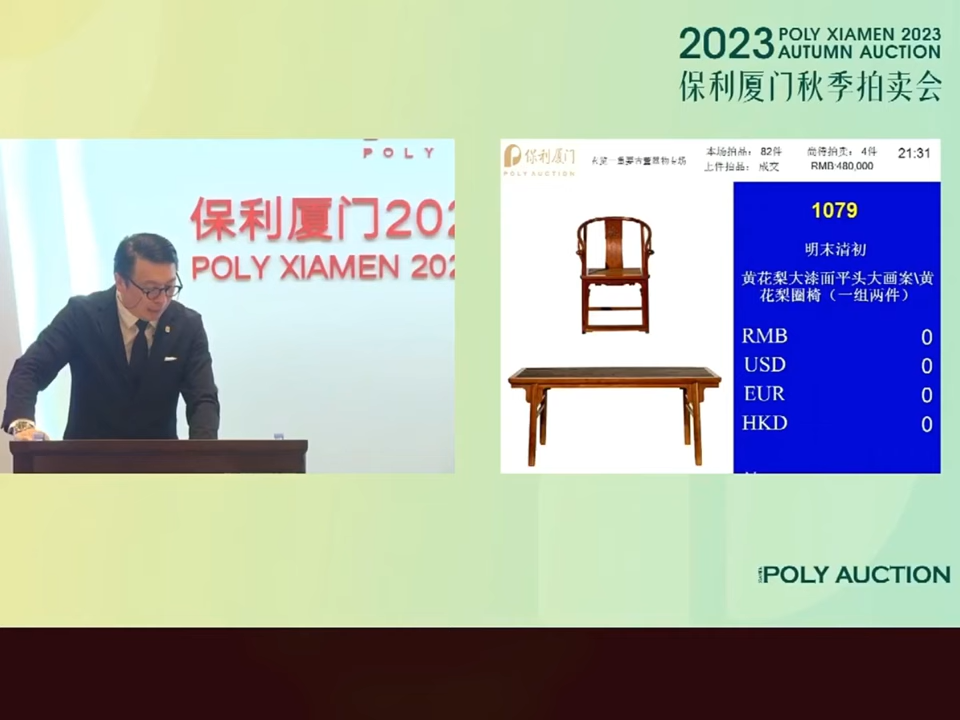 2023 POLY XIAMEN 2023
AUTUMN AUCTION
保利厦门秋季拍卖会
POLY
保利厦门202
POLY XIAMEN 202
保利厦门
POLY AUCTION
本场拍品： 82件
尚待拍卖： 4件
21:31
上件拍品： 成交
RMB:480,000
1079
明末清初
黄花梨大漆面平头大画案\黄
花梨圈椅（一组两件）
RMB 0
USD 0
EUR 0
HKD 0
POLY AUCTION